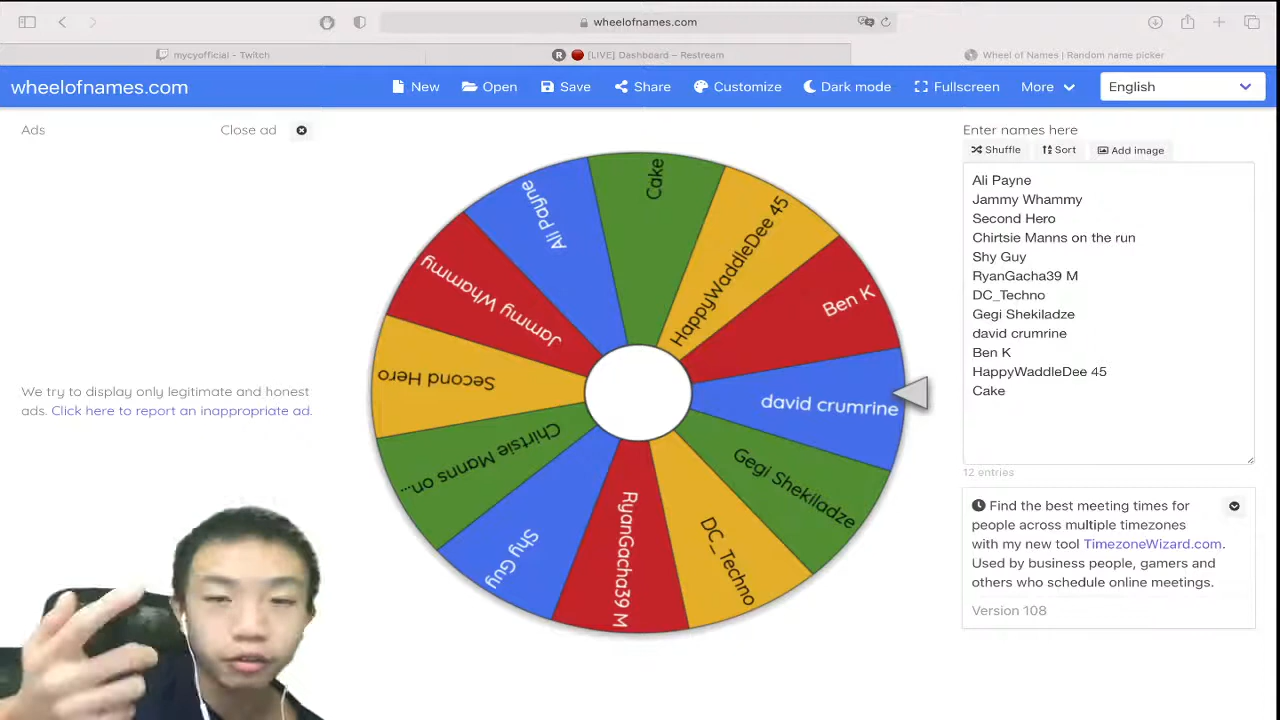 wheelofnames.com
mycyofficial - Twitch
R [LIVE] Dashboard – Restream
Wheel of Names | Random name picker
wheelofnames.com
New
Open
Save
Share
Customize
Dark mode
Fullscreen
More
English
Ads
Close ad
We try to display only legitimate and honest
ads. Click here to report an inappropriate ad.
Cake
HappyWaddleDee 45
Ben K
david crumrine
Gegi Shekiladze
DC_Techno
RyanGacha39 M
Shy Guy
Chirtsie Manns on...
Second Hero
Jammy Whammy
Ali Payne
Enter names here
Shuffle
Sort
Add image
Ali Payne
Jammy Whammy
Second Hero
Chirtsie Manns on the run
Shy Guy
RyanGacha39 M
DC_Techno
Gegi Shekiladze
david crumrine
Ben K
HappyWaddleDee 45
Cake
12 entries
Find the best meeting times for
people across multiple timezones
with my new tool TimezoneWizard.com.
Used by business people, gamers and
others who schedule online meetings.
Version 108